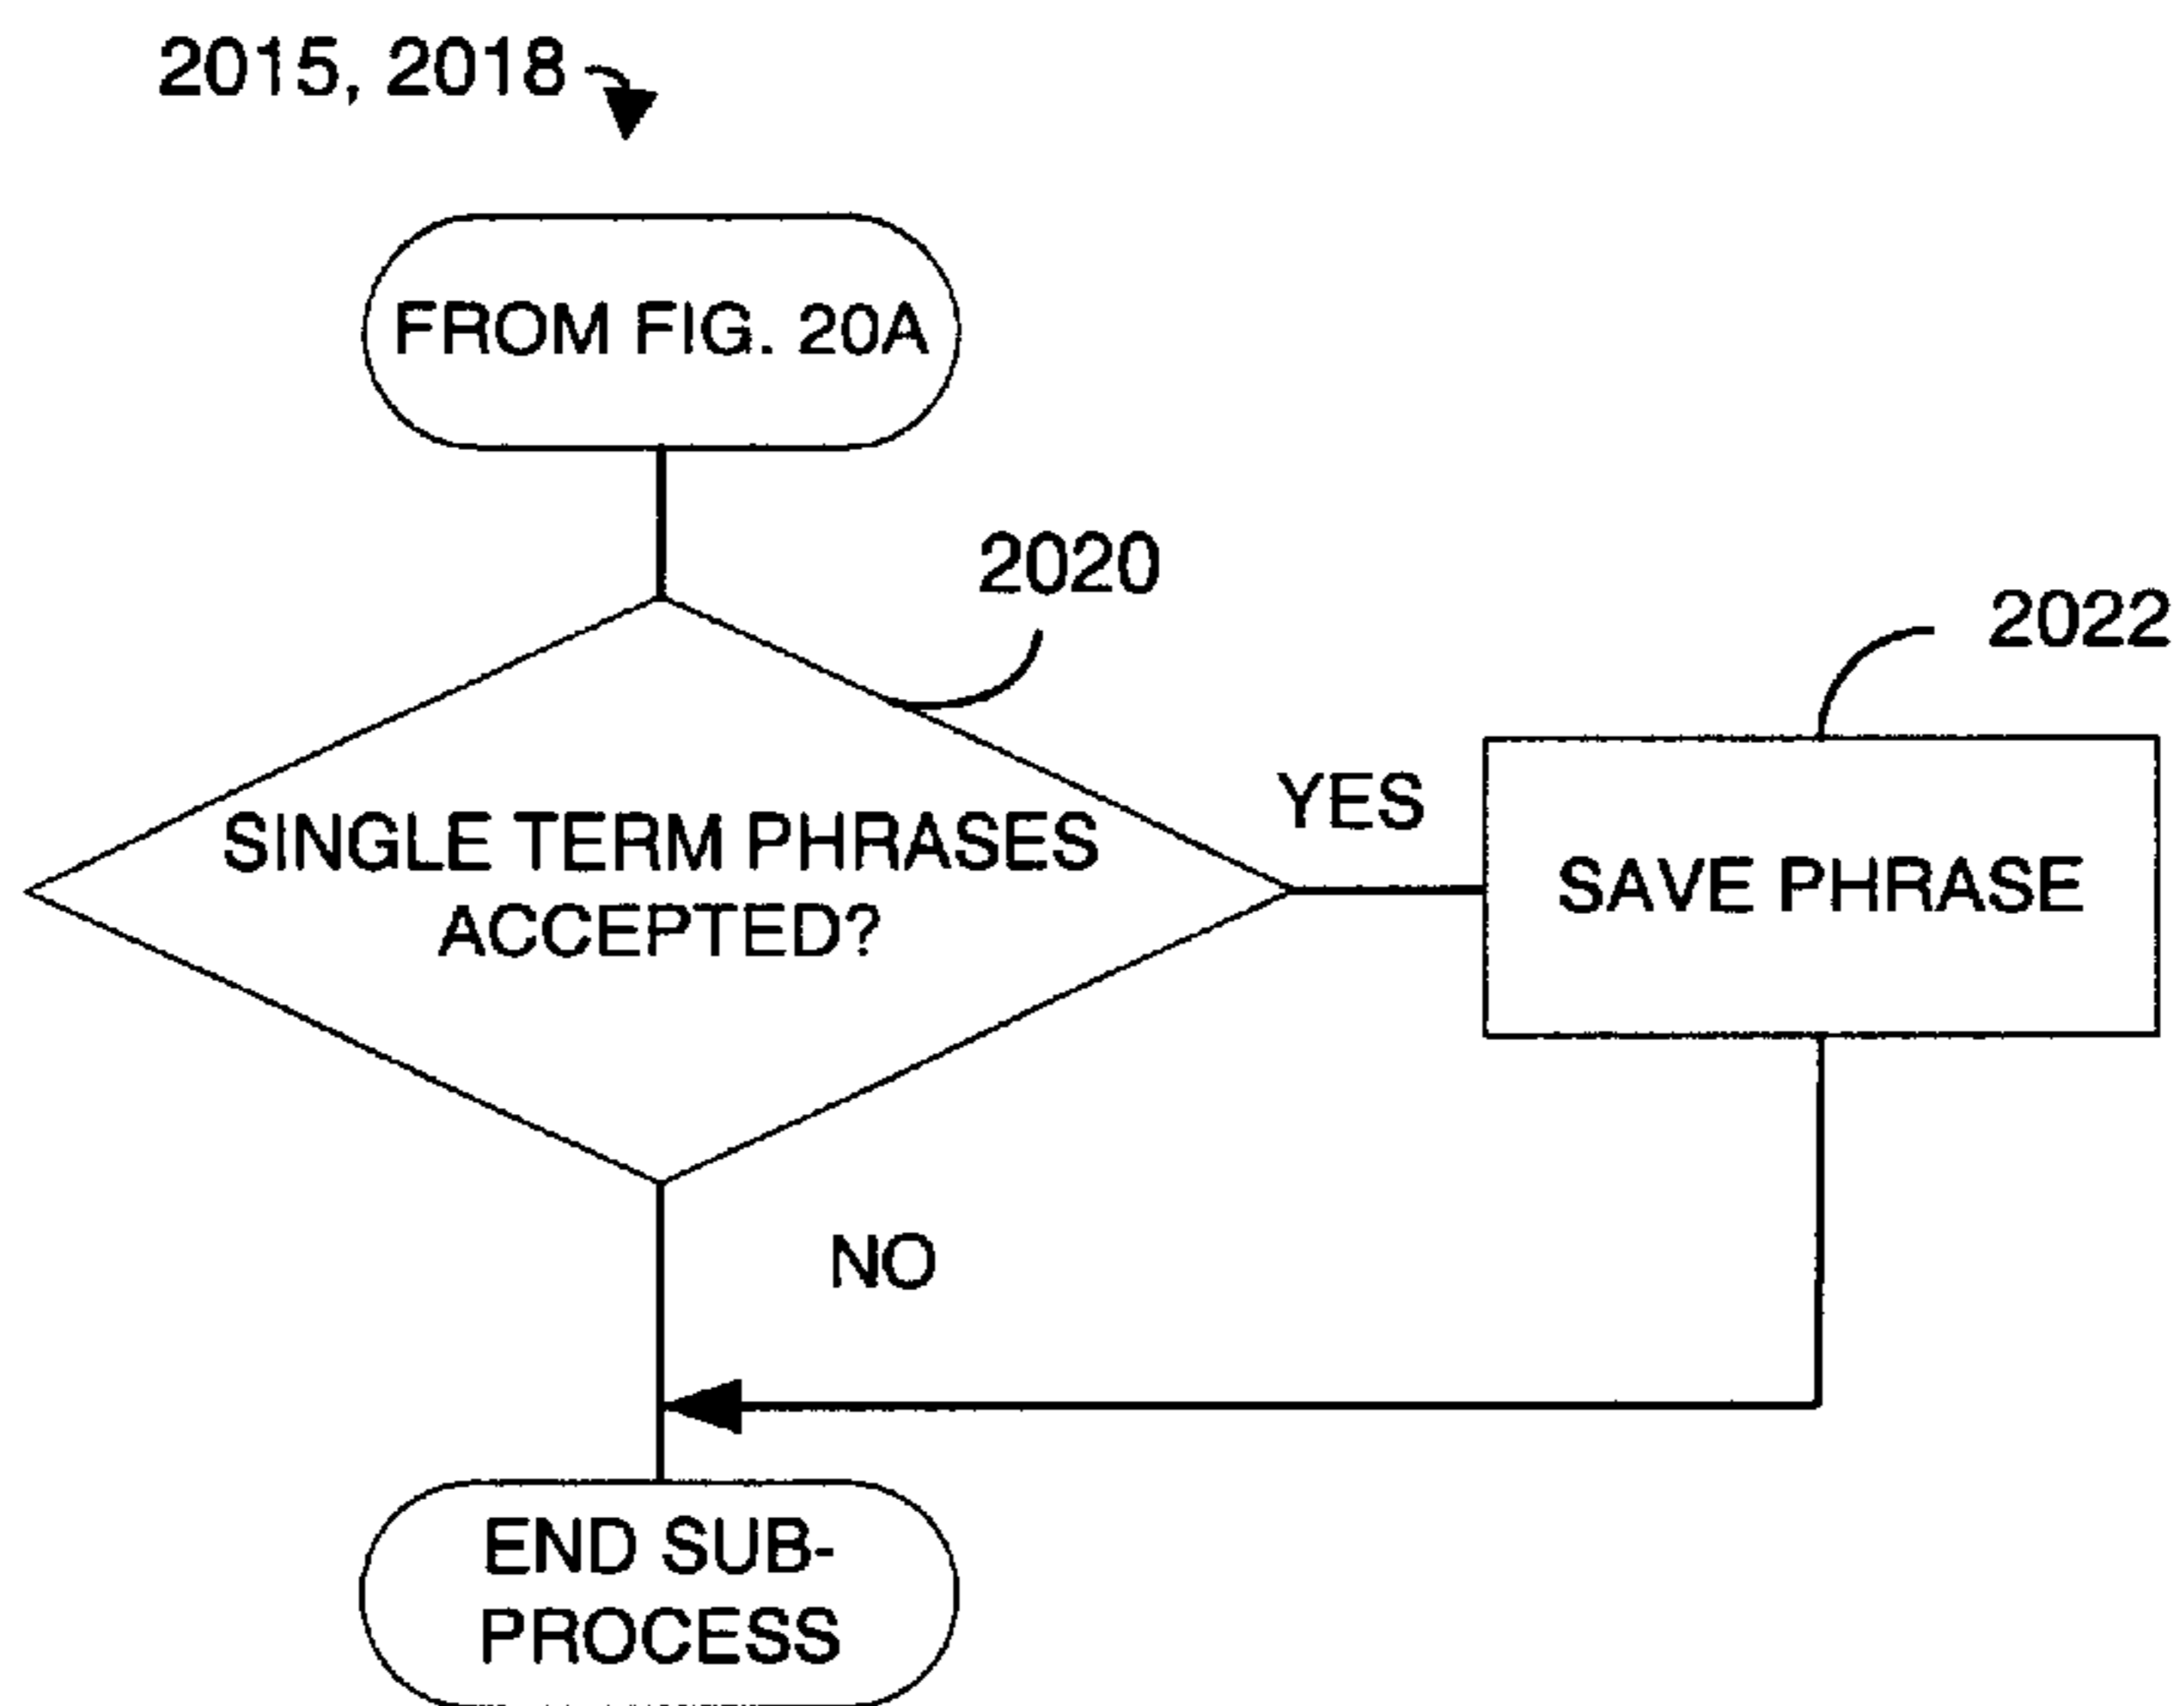 2015, 2018
FROM FIG. 20A
2020
2022
SINGLE TERM PHRASES
ACCEPTED?
YES
SAVE PHRASE
NO
END SUB-
PROCESS